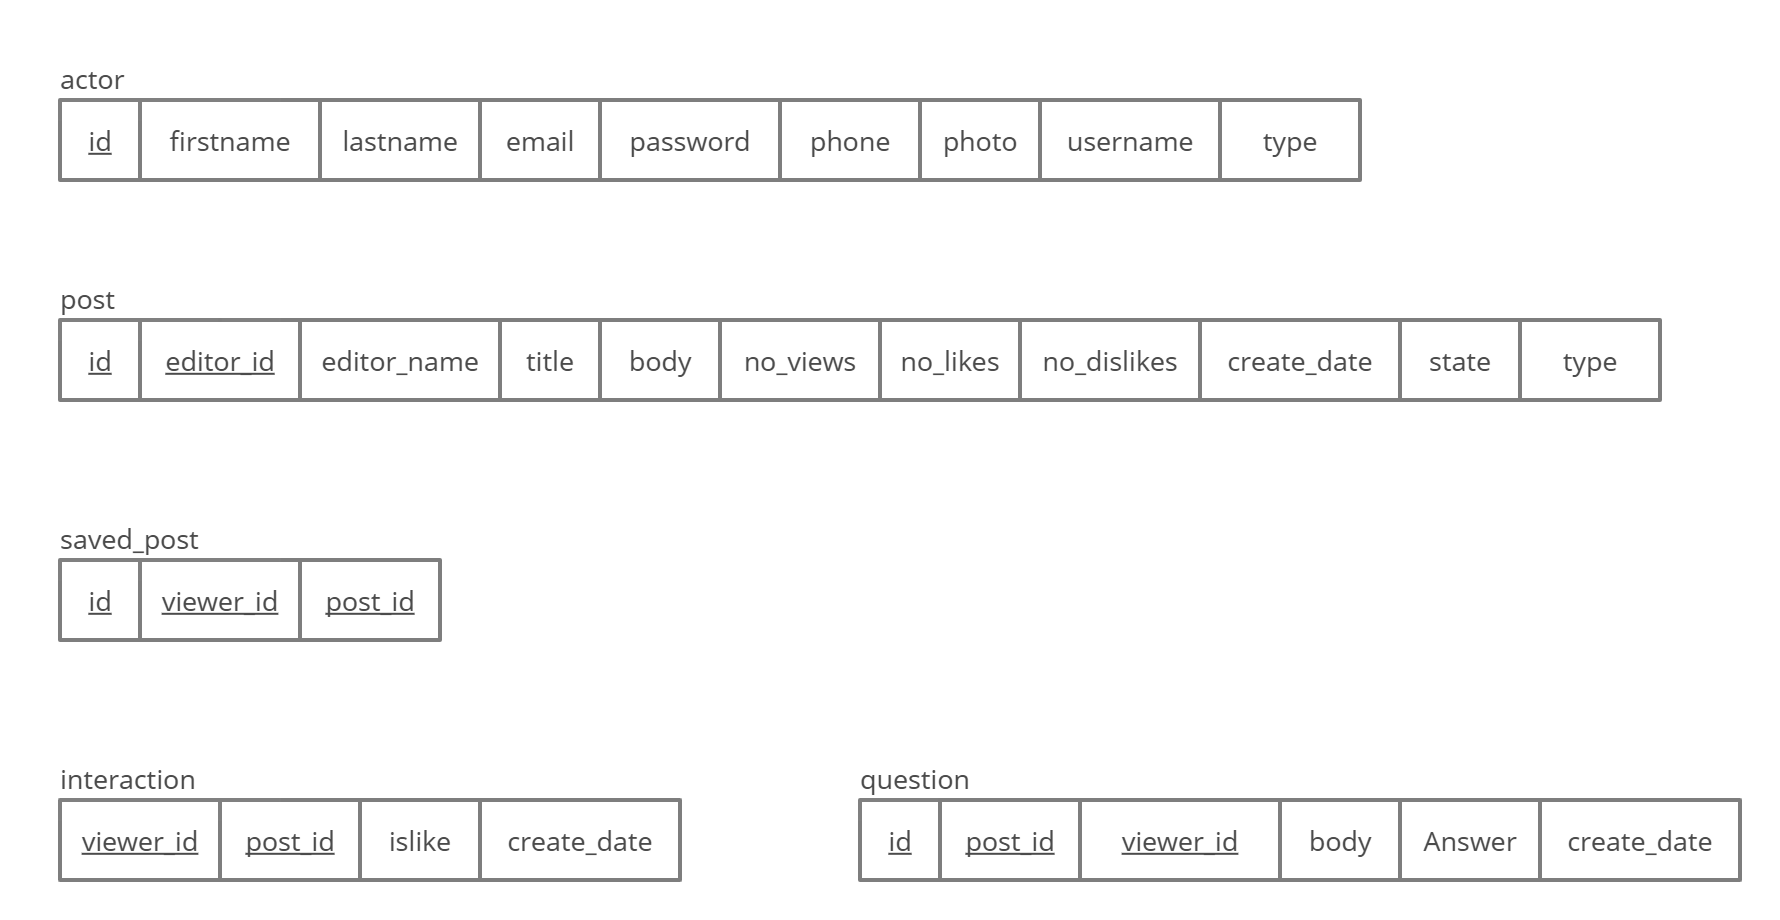 actor
id firstname lastname email password phone photo username type
post
id editor_id editor_name title body no_views no_likes no_dislikes create_date state type
saved_post
id viewer_id post_id
interaction
viewer_id post_id islike create_date
question
id post_id viewer_id body Answer create_date